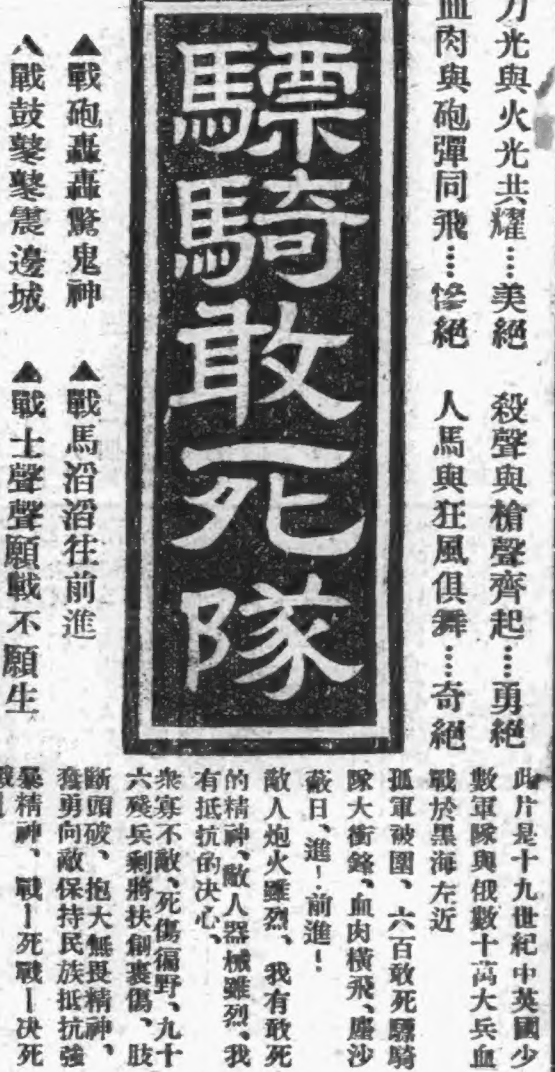 刀光與火光共耀……美絕　殺聲與槍聲齊起……勇絕
血肉與砲彈同飛……慘絕　人馬與狂風俱舞……奇絕
驃騎敢死隊
▲戰砲轟轟驚鬼神　▲戰馬滔滔往前進
戰鼓鼕鼕震邊城　▲戰士聲聲願戰不願生
此片是十九世紀中英國少
數軍隊與俄數十萬大兵血
戰於黑海左近
孤軍被圍、六百敢死驃騎
隊大衝鋒、血肉橫飛、塵沙
蔽日、進！前進！
敵人炮火雖烈、我有敢死
的精神、敵人器械雖烈、我
有抵抗的决心、
衆寡不敵、死傷徧野、九十
六殘兵剩將扶創裹傷、肢
斷頭破、抱大無畏精神、
奮勇向敵保持民族抵抗強
暴精神、戰！死戰！决死